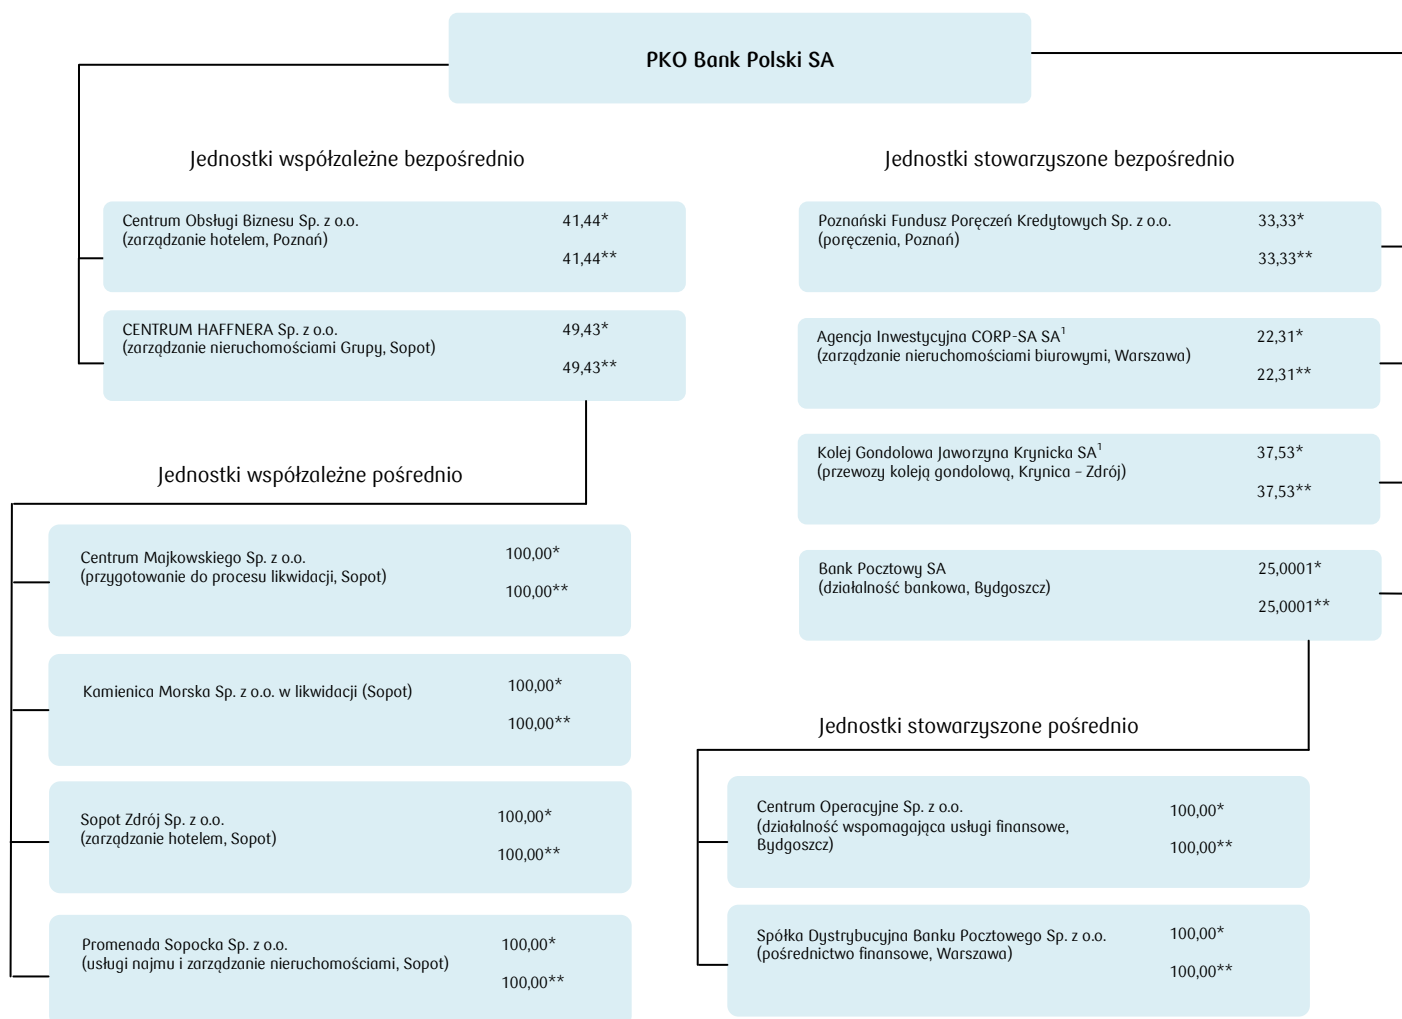 PKO Bank Polski SA
Jednostki współzależne bezpośrednio
Centrum Obsługi Biznesu Sp. z o.o.
(zarządzanie hotelem, Poznań)
41,44*
41,44**
CENTRUM HAFFNERA Sp. z o.o.
(zarządzanie nieruchomościami Grupy, Sopot)
49,43*
49,43**
Jednostki współzależne pośrednio
Centrum Majkowskiego Sp. z o.o.
(przygotowanie do procesu likwidacji, Sopot)
100,00*
100,00**
Kamienica Morska Sp. z o.o. w likwidacji (Sopot)
100,00*
100,00**
Sopot Zdrój Sp. z o.o.
(zarządzanie hotelem, Sopot)
100,00*
100,00**
Promenada Sopocka Sp. z o.o.
(usługi najmu i zarządzanie nieruchomościami, Sopot)
100,00*
100,00**
Jednostki stowarzyszone bezpośrednio
Poznański Fundusz Poręczeń Kredytowych Sp. z o.o.
(poręczenia, Poznań)
33,33*
33,33**
Agencja Inwestycyjna CORP-SA SA¹
(zarządzanie nieruchomościami biurowymi, Warszawa)
22,31*
22,31**
Kolej Gondolowa Jaworzyna Krynicka SA¹
(przewozy koleją gondolową, Krynica – Zdrój)
37,53*
37,53**
Bank Pocztowy SA
(działalność bankowa, Bydgoszcz)
25,0001*
25,0001**
Jednostki stowarzyszone pośrednio
Centrum Operacyjne Sp. z o.o.
(działalność wspomagająca usługi finansowe,
Bydgoszcz)
100,00*
100,00**
Spółka Dystrybucyjna Banku Pocztowego Sp. z o.o.
(pośrednictwo finansowe, Warszawa)
100,00*
100,00**